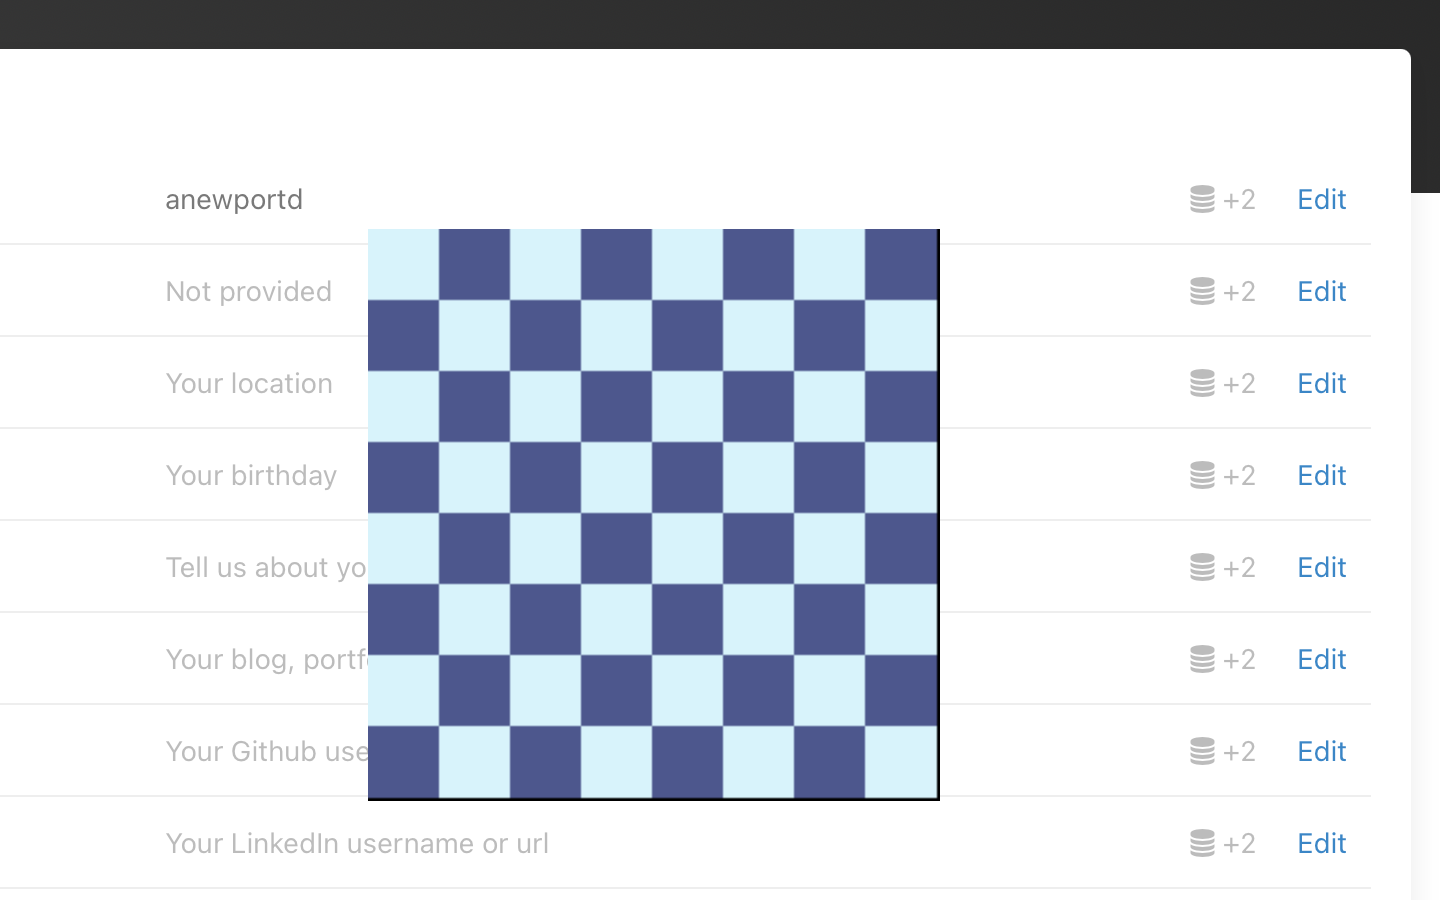 anewportd +2 Edit
Not provided +2 Edit
Your location +2 Edit
Your birthday +2 Edit
Tell us about yo +2 Edit
Your blog, portf +2 Edit
Your Github use +2 Edit
Your LinkedIn username or url +2 Edit